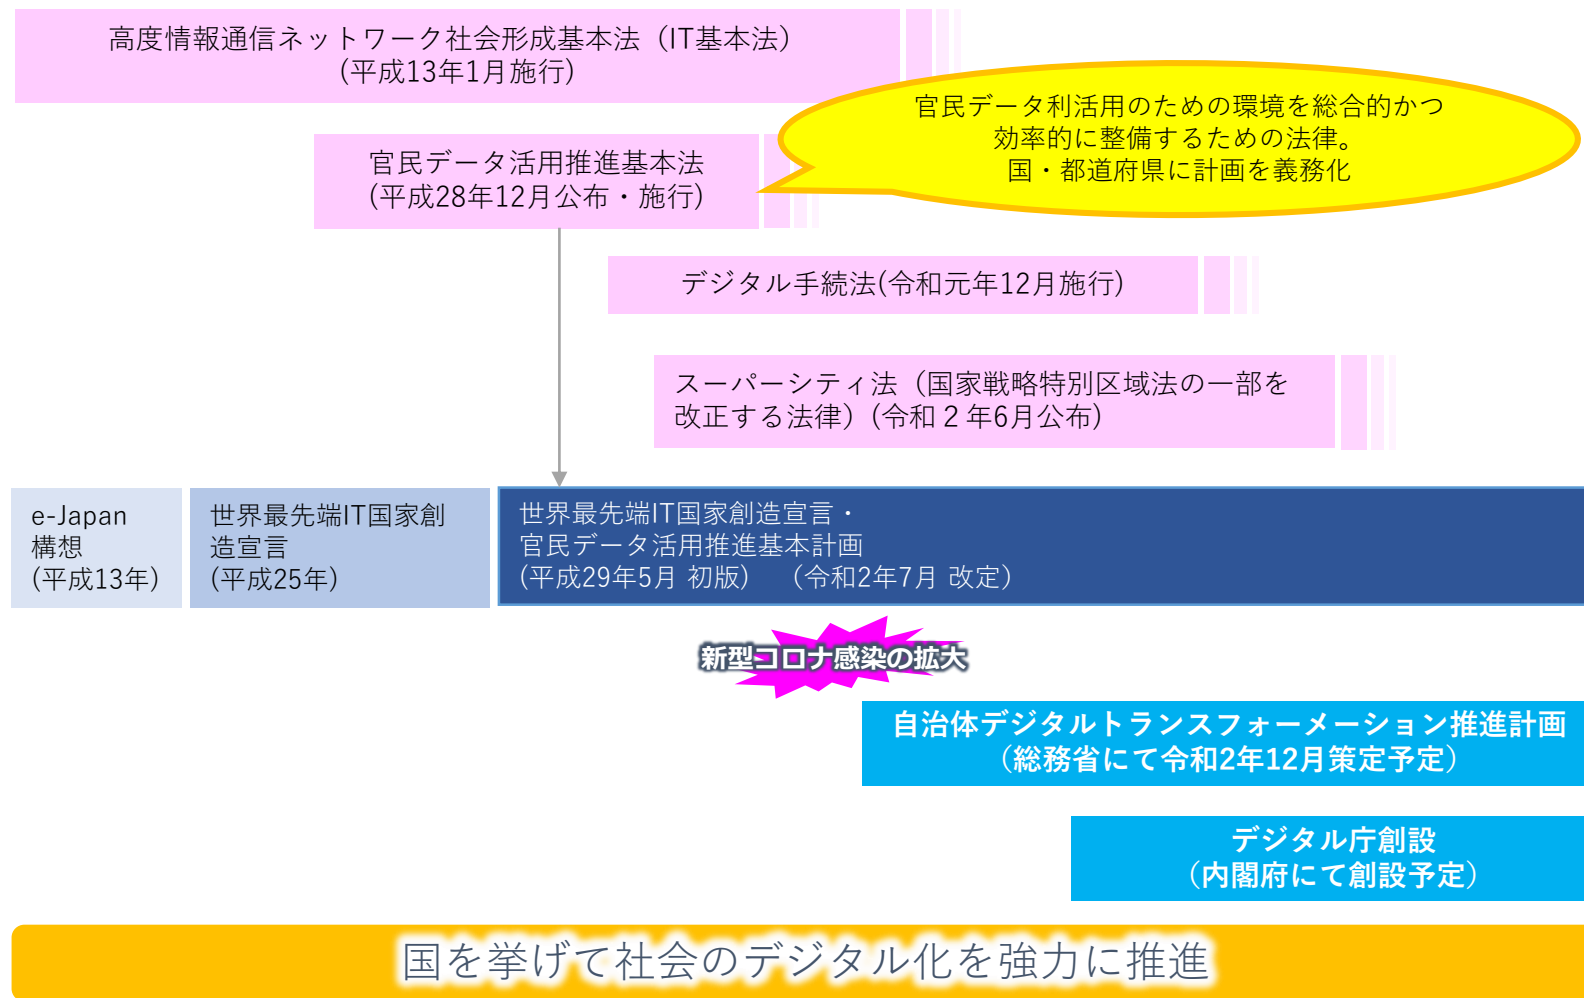 高度情報通信ネットワーク社会形成基本法（IT基本法）
(平成13年1月施行)
官民データ利活用のための環境を総合的かつ
効率的に整備するための法律。
国・都道府県に計画を義務化
官民データ活用推進基本法
(平成28年12月公布・施行)
デジタル手続法(令和元年12月施行)
スーパーシティ法（国家戦略特別区域法の一部を
改正する法律）(令和２年6月公布)
e-Japan
構想
(平成13年)
世界最先端IT国家創
造宣言
(平成25年)
世界最先端IT国家創造宣言・
官民データ活用推進基本計画
(平成29年5月 初版)　（令和2年7月 改定）
新型コロナ感染の拡大
自治体デジタルトランスフォーメーション推進計画
（総務省にて令和2年12月策定予定）
デジタル庁創設
（内閣府にて創設予定）
国を挙げて社会のデジタル化を強力に推進